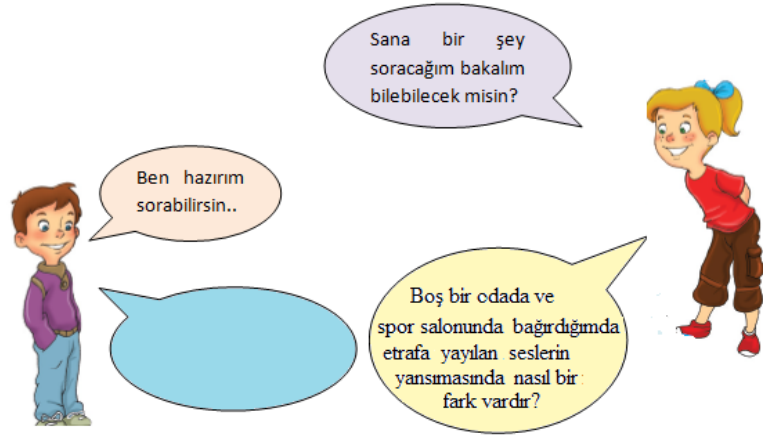 Sana bir şey
soracağım bakalım
bilebilecek misin?
Ben hazırım
sorabilirsin..
Boş bir odada ve
spor salonunda bağırdığımda
etrafa yayılan seslerin
yansımasında nasıl bir
fark vardır?